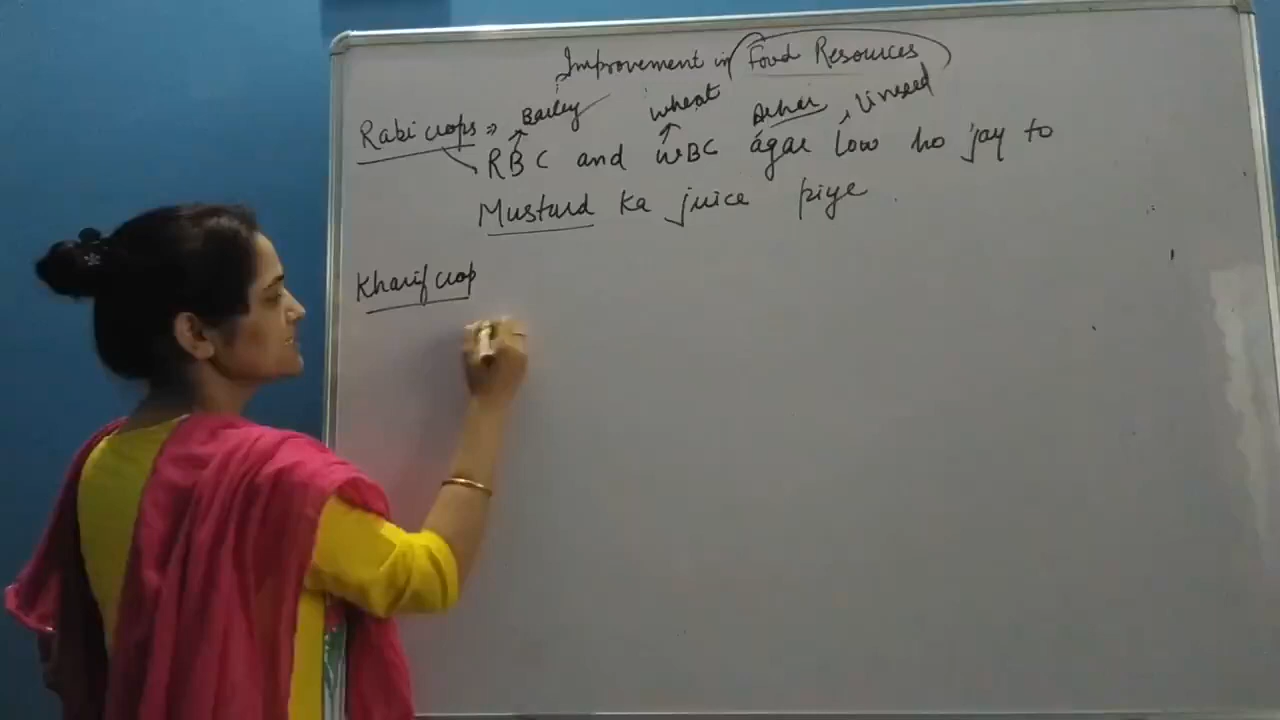 Improvement in Food Resources
Barley wheat Arhar Linseed
Rabi crops ⇒ RBC and WBC agar low ho jay to
Mustard ka juice piye
Kharif crop